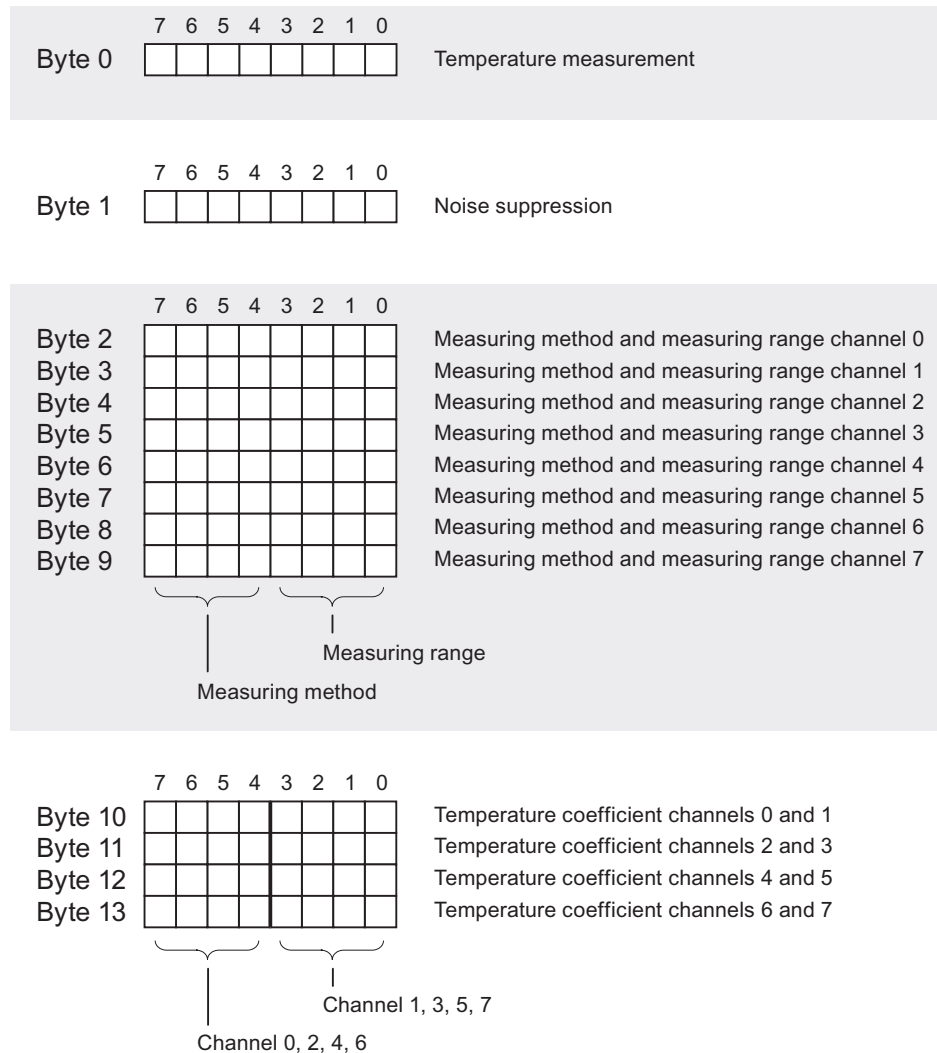 7 6 5 4 3 2 1 0
Byte 0 Temperature measurement
7 6 5 4 3 2 1 0
Byte 1 Noise suppression
7 6 5 4 3 2 1 0
Byte 2 Measuring method and measuring range channel 0
Byte 3 Measuring method and measuring range channel 1
Byte 4 Measuring method and measuring range channel 2
Byte 5 Measuring method and measuring range channel 3
Byte 6 Measuring method and measuring range channel 4
Byte 7 Measuring method and measuring range channel 5
Byte 8 Measuring method and measuring range channel 6
Byte 9 Measuring method and measuring range channel 7
Measuring range
Measuring method
7 6 5 4 3 2 1 0
Byte 10 Temperature coefficient channels 0 and 1
Byte 11 Temperature coefficient channels 2 and 3
Byte 12 Temperature coefficient channels 4 and 5
Byte 13 Temperature coefficient channels 6 and 7
Channel 1, 3, 5, 7
Channel 0, 2, 4, 6